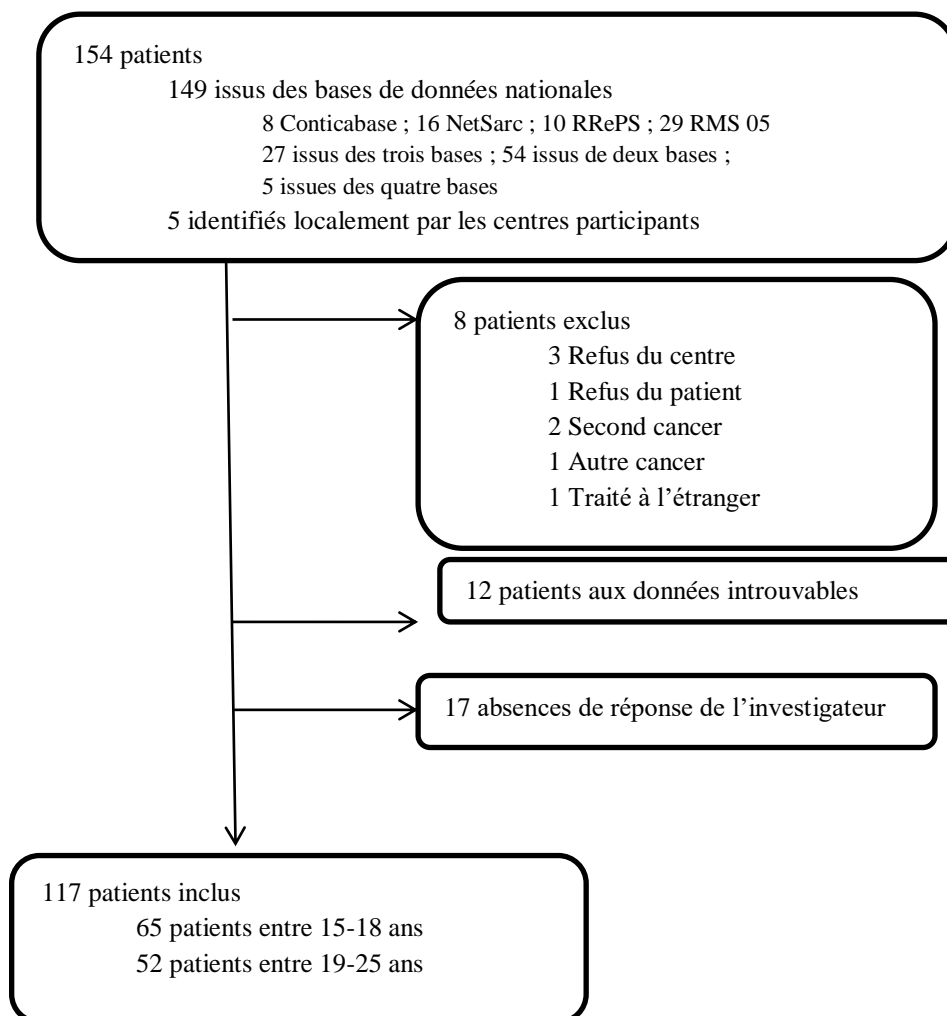 154 patients
149 issus des bases de données nationales
8 Conticabase ; 16 NetSarc ; 10 RRePS ; 29 RMS 05
27 issus des trois bases ; 54 issus de deux bases ;
5 issues des quatre bases
5 identifiés localement par les centres participants
8 patients exclus
3 Refus du centre
1 Refus du patient
2 Second cancer
1 Autre cancer
1 Traité à l’étranger
12 patients aux données introuvables
17 absences de réponse de l’investigateur
117 patients inclus
65 patients entre 15-18 ans
52 patients entre 19-25 ans